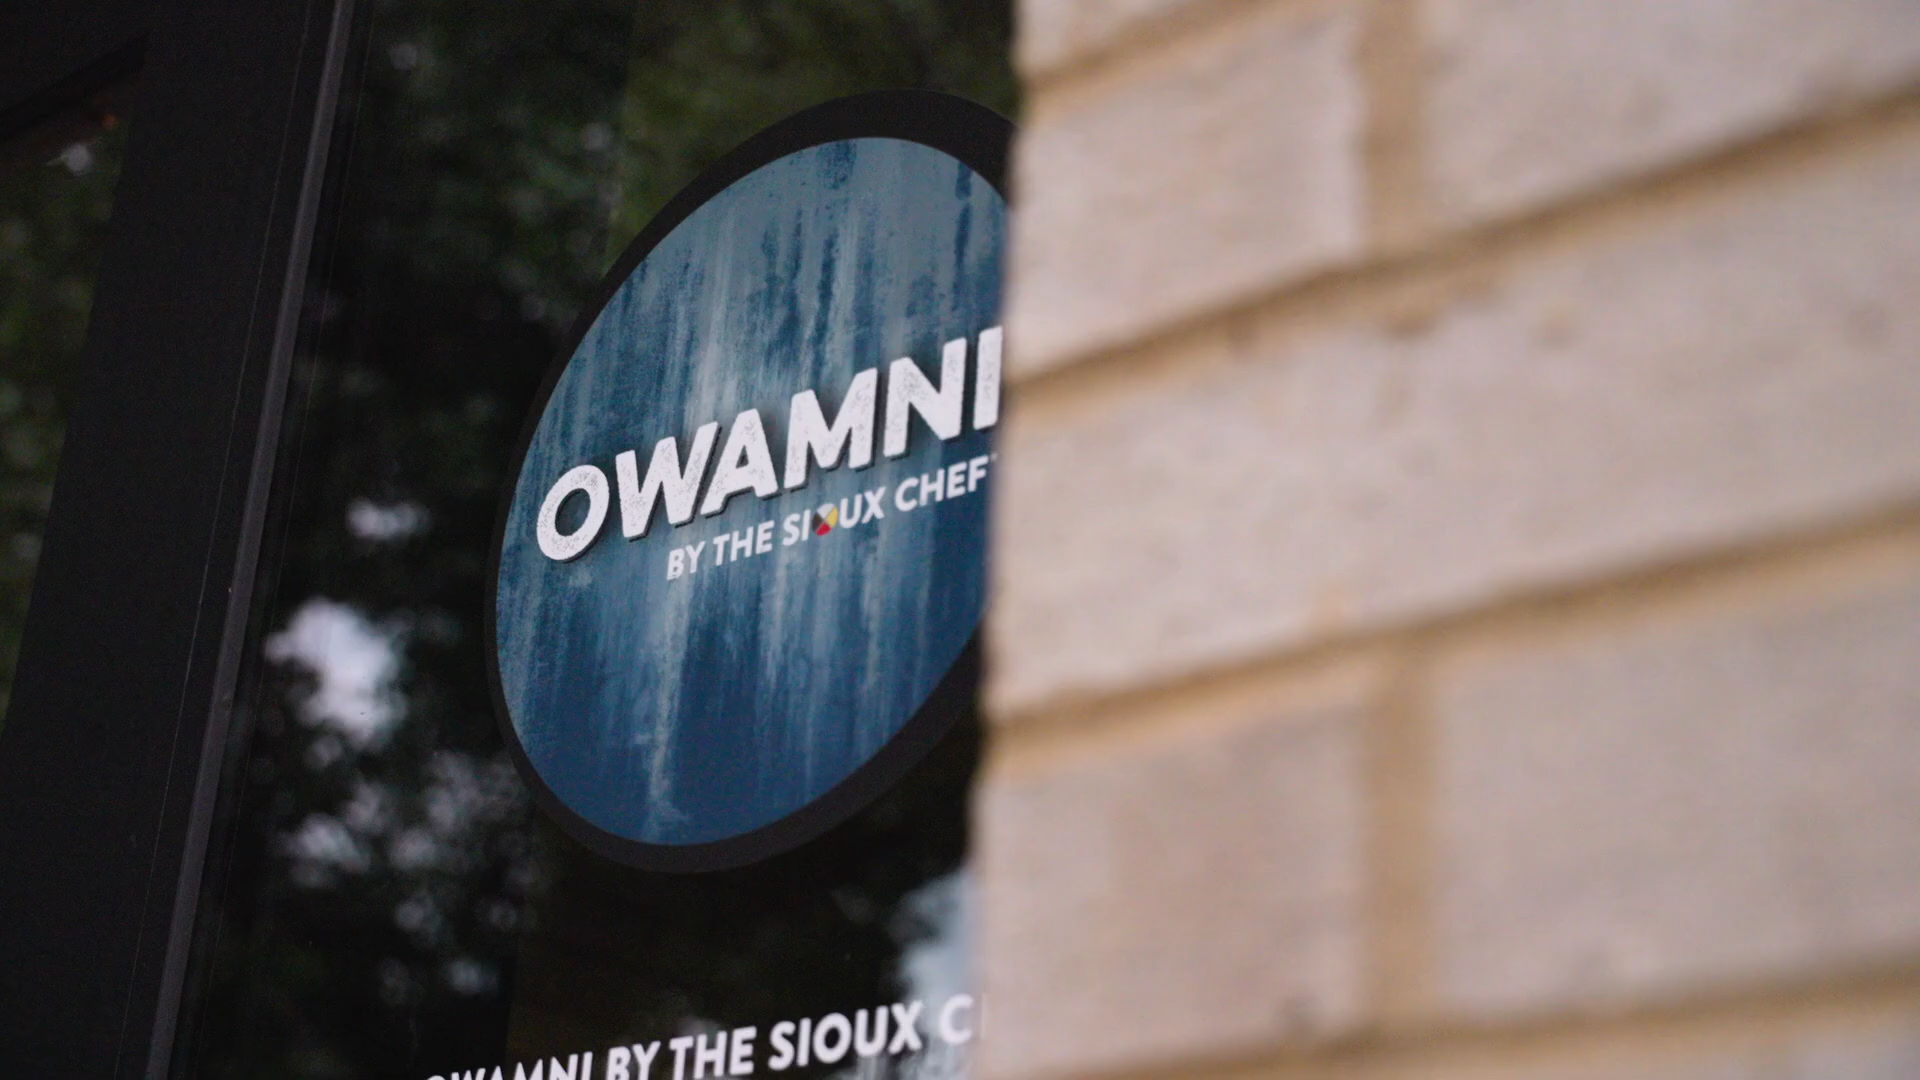 OWAMNI
BY THE SIOUX CHEF
OWAMNI BY THE SIOUX C